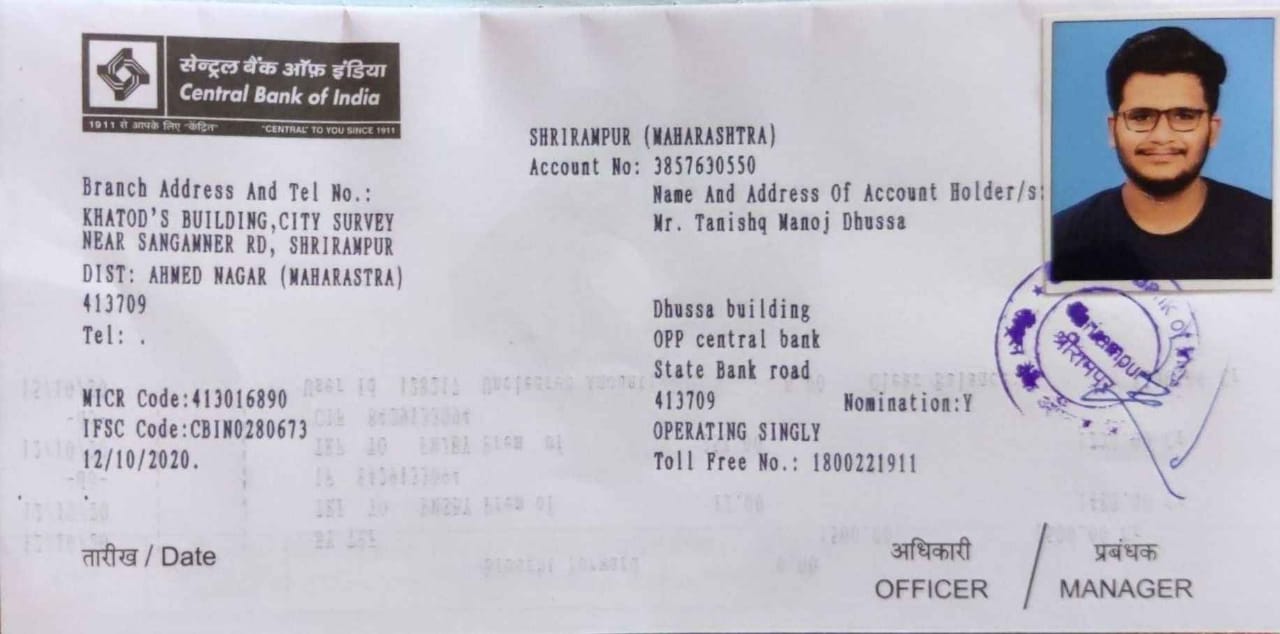 सेन्ट्रल बैंक ऑफ़ इंडिया
Central Bank of India
1911 से आपके लिए "केंद्रित" "CENTRAL" TO YOU SINCE 1911
SHRIRAMPUR (MAHARASHTRA)
Account No: 3857630550
Name And Address Of Account Holder/s:
Mr. Tanishq Manoj Dhussa
Branch Address And Tel No.:
KHATOD'S BUILDING,CITY SURVEY
NEAR SANGAMNER RD, SHRIRAMPUR
DIST: AHMED NAGAR (MAHARASTRA)
413709
Tel: .
Dhussa building
OPP central bank
State Bank road
413709 Nomination:Y
OPERATING SINGLY
Toll Free No.: 1800221911
MICR Code:413016890
IFSC Code:CBIN0280673
12/10/2020.
श्रीरामपूर
तारीख / Date
अधिकारी / प्रबंधक
OFFICER / MANAGER